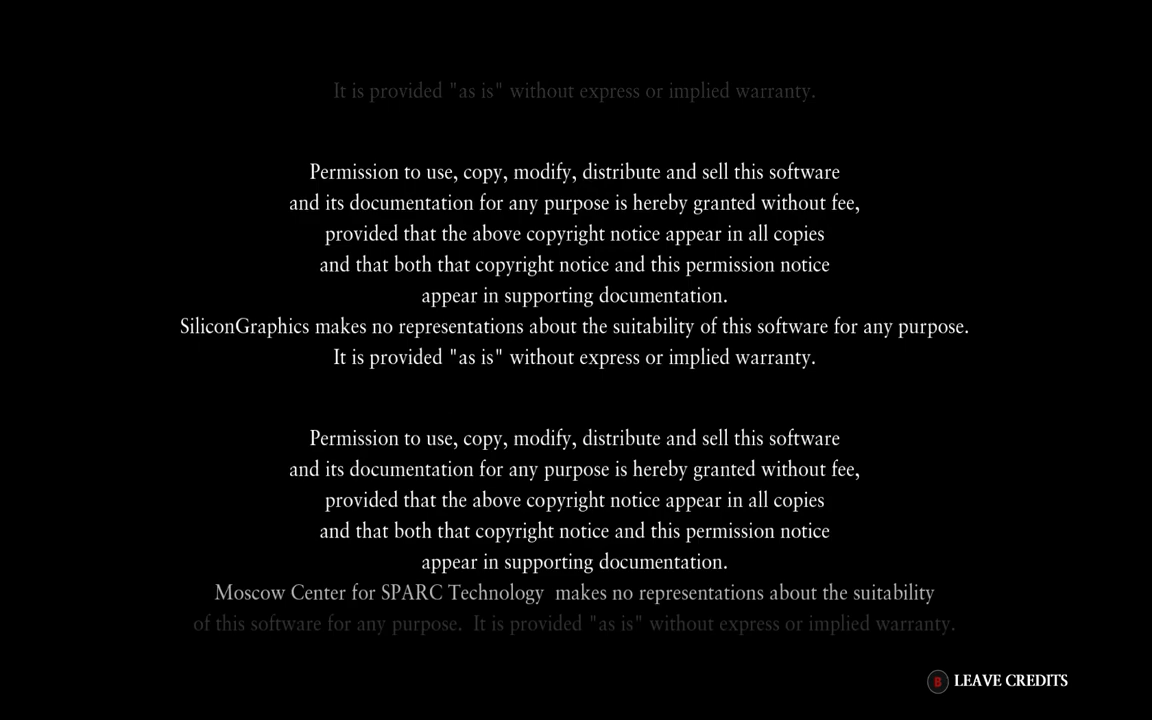 It is provided "as is" without express or implied warranty.
Permission to use, copy, modify, distribute and sell this software
and its documentation for any purpose is hereby granted without fee,
provided that the above copyright notice appear in all copies
and that both that copyright notice and this permission notice
appear in supporting documentation.
SiliconGraphics makes no representations about the suitability of this software for any purpose.
It is provided "as is" without express or implied warranty.
Permission to use, copy, modify, distribute and sell this software
and its documentation for any purpose is hereby granted without fee,
provided that the above copyright notice appear in all copies
and that both that copyright notice and this permission notice
appear in supporting documentation.
Moscow Center for SPARC Technology  makes no representations about the suitability
of this software for any purpose.  It is provided "as is" without express or implied warranty.
B LEAVE CREDITS